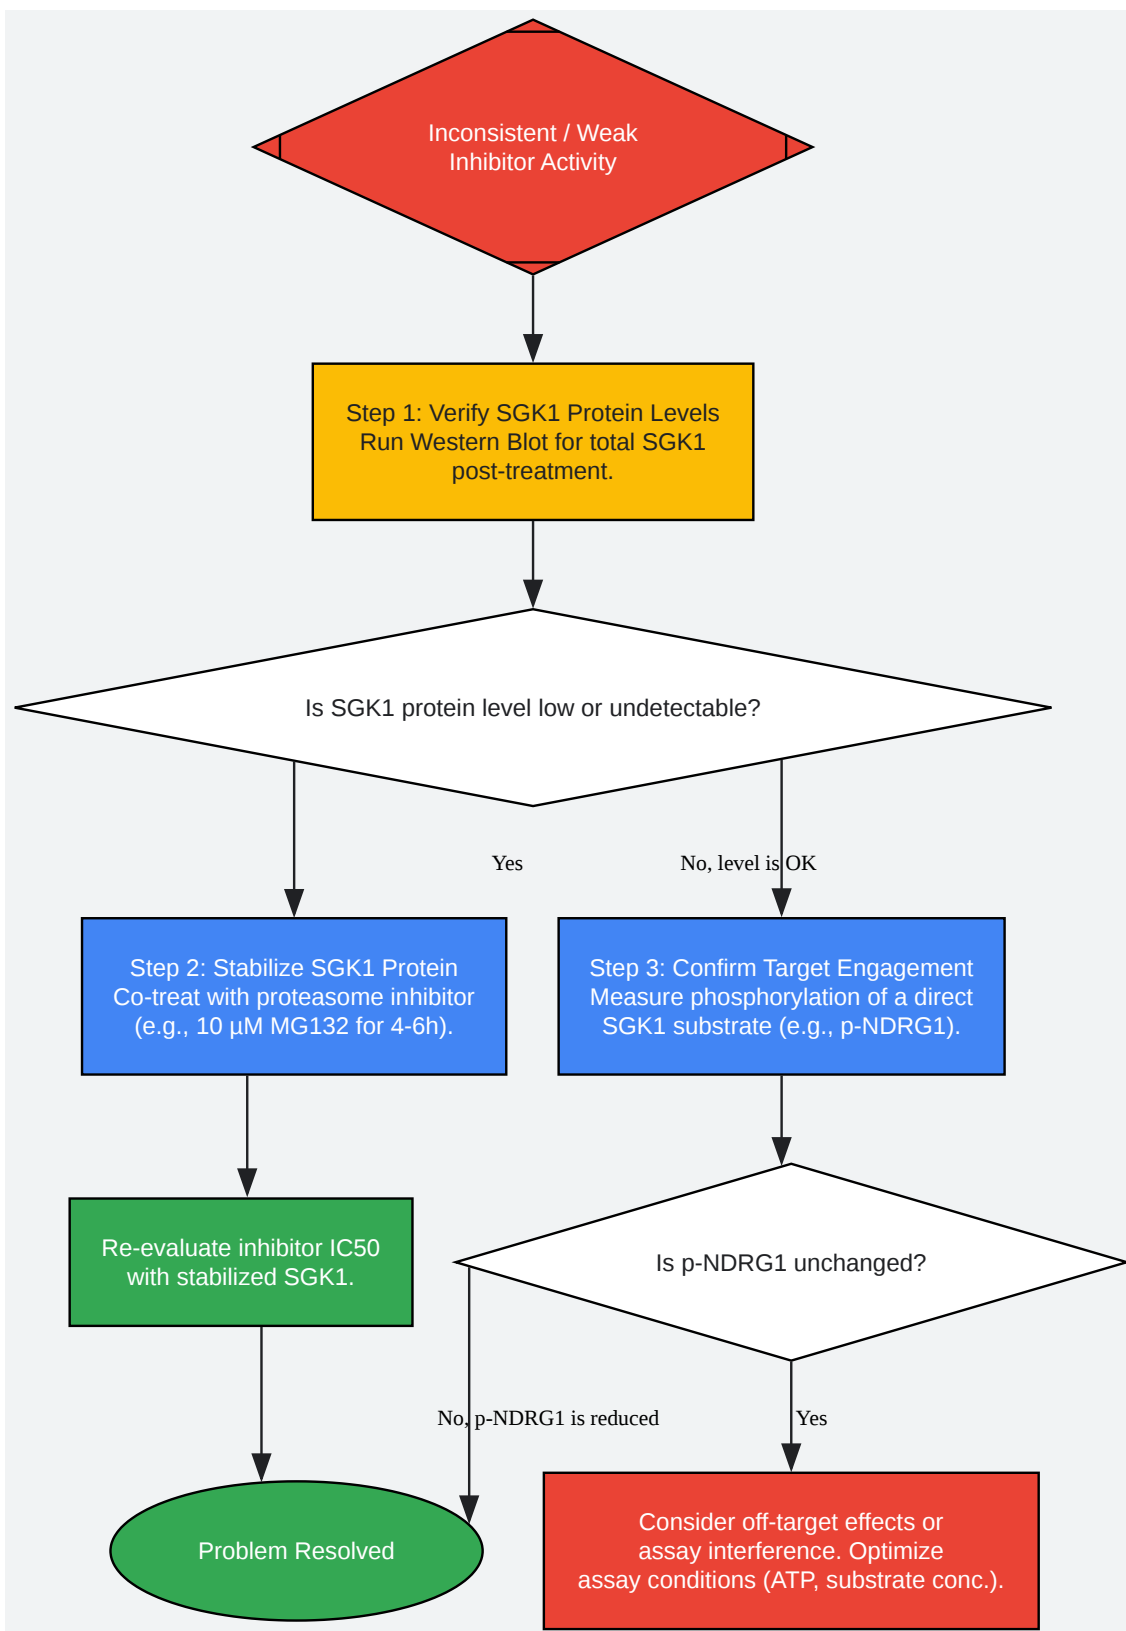 Inconsistent / Weak
Inhibitor Activity
Step 1: Verify SGK1 Protein Levels
Run Western Blot for total SGK1
post-treatment.
Is SGK1 protein level low or undetectable?
Yes
No, level is OK
Step 2: Stabilize SGK1 Protein
Co-treat with proteasome inhibitor
(e.g., 10 µM MG132 for 4-6h).
Step 3: Confirm Target Engagement
Measure phosphorylation of a direct
SGK1 substrate (e.g., p-NDRG1).
Re-evaluate inhibitor IC50
with stabilized SGK1.
Is p-NDRG1 unchanged?
No, p-NDRG1 is reduced
Yes
Problem Resolved
Consider off-target effects or
assay interference. Optimize
assay conditions (ATP, substrate conc.).